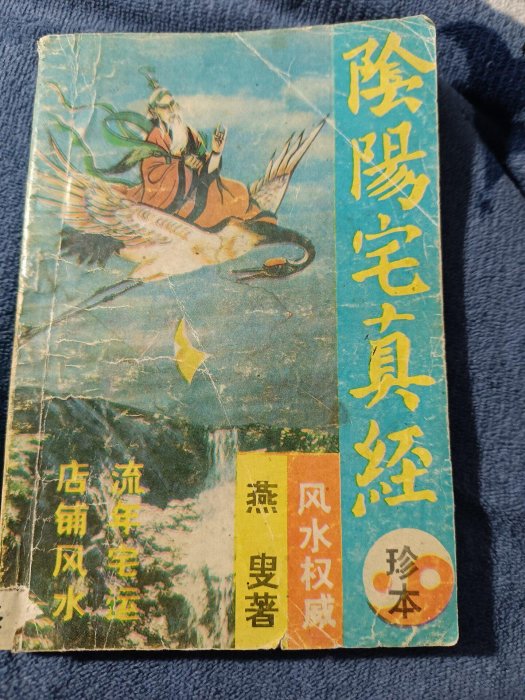 陰陽宅真經
珍本
风水权威
燕叟著
流年宅运
店铺风水